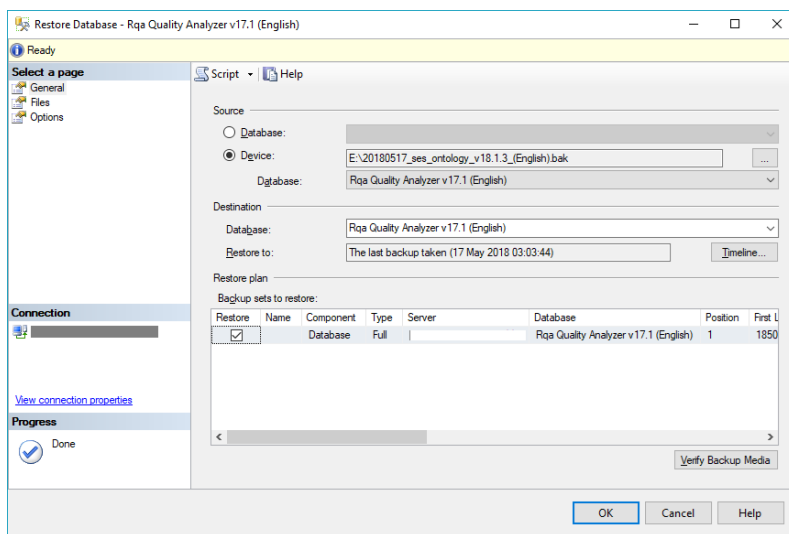 Restore Database - Rqa Quality Analyzer v17.1 (English)
Ready
Select a page
General
Files
Options
Script
Help
Source
Database:
Device:
E:\20180517_ses_ontology_v18.1.3_(English).bak
...
Database:
Rqa Quality Analyzer v17.1 (English)
Destination
Database:
Rqa Quality Analyzer v17.1 (English)
Restore to:
The last backup taken (17 May 2018 03:03:44)
Timeline...
Restore plan
Backup sets to restore:
Restore Name Component Type Server Database Position First L
Database Full Rqa Quality Analyzer v17.1 (English) 1 1850
Connection
View connection properties
Progress
Done
Verify Backup Media
OK Cancel Help